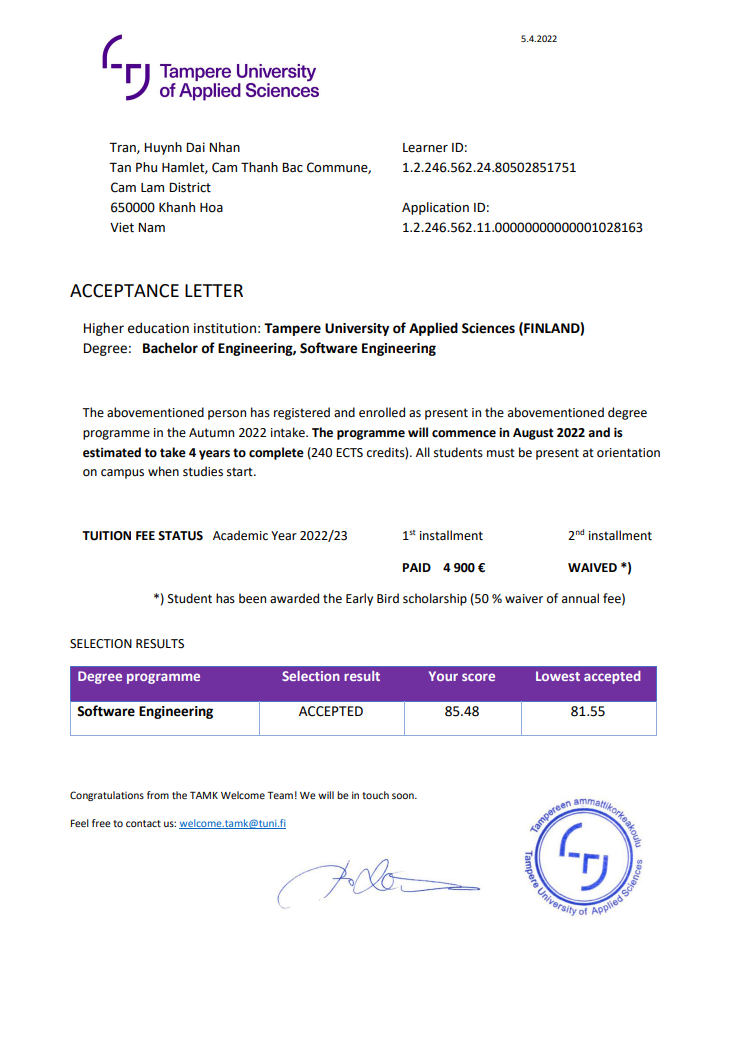 5.4.2022
Tampere University
of Applied Sciences
Tran, Huynh Dai Nhan
Tan Phu Hamlet, Cam Thanh Bac Commune,
Cam Lam District
650000 Khanh Hoa
Viet Nam
Learner ID:
1.2.246.562.24.80502851751
Application ID:
1.2.246.562.11.00000000000001028163
ACCEPTANCE LETTER
Higher education institution: Tampere University of Applied Sciences (FINLAND)
Degree: Bachelor of Engineering, Software Engineering
The abovementioned person has registered and enrolled as present in the abovementioned degree
programme in the Autumn 2022 intake. The programme will commence in August 2022 and is
estimated to take 4 years to complete (240 ECTS credits). All students must be present at orientation
on campus when studies start.
TUITION FEE STATUS Academic Year 2022/23 1st installment 2nd installment
PAID 4 900 € WAIVED *)
*) Student has been awarded the Early Bird scholarship (50 % waiver of annual fee)
SELECTION RESULTS
Degree programme Selection result Your score Lowest accepted
Software Engineering ACCEPTED 85.48 81.55
Congratulations from the TAMK Welcome Team! We will be in touch soon.
Feel free to contact us: welcome.tamk@tuni.fi
Tampereen ammattikorkeakoulu
Tampere University of Applied Sciences